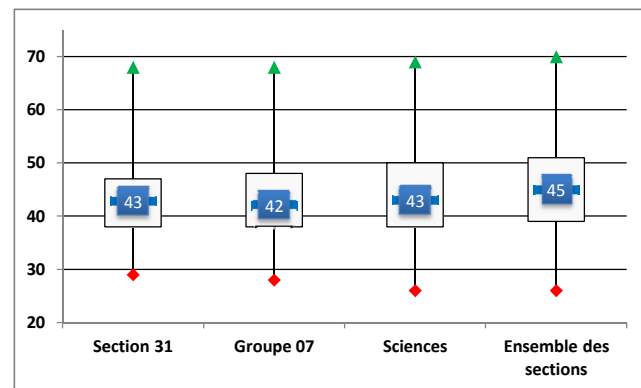 70
60
50
40
30
20
43
42
43
45
Section 31
Groupe 07
Sciences
Ensemble des
sections